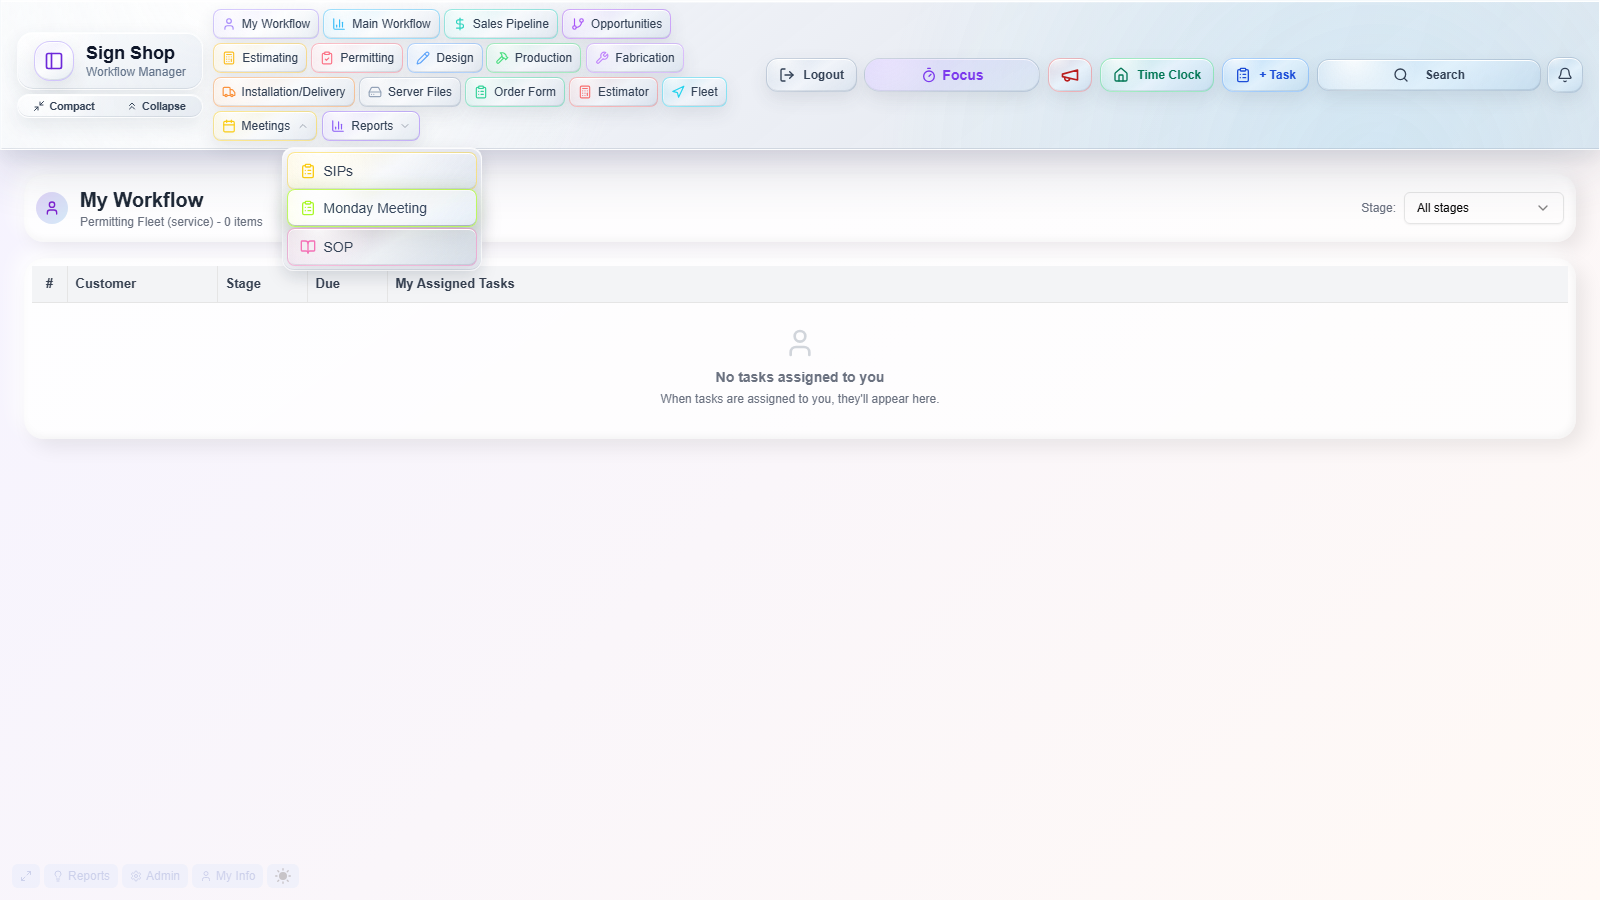 Sign Shop
Workflow Manager
Compact
Collapse
My Workflow
Main Workflow
Sales Pipeline
Opportunities
Estimating
Permitting
Design
Production
Fabrication
Installation/Delivery
Server Files
Order Form
Estimator
Fleet
Meetings
Reports
Logout
Focus
Time Clock
+ Task
Search
SIPs
Monday Meeting
SOP
My Workflow
Permitting Fleet (service) - 0 items
Stage:
All stages
# Customer Stage Due My Assigned Tasks
No tasks assigned to you
When tasks are assigned to you, they'll appear here.
Reports
Admin
My Info